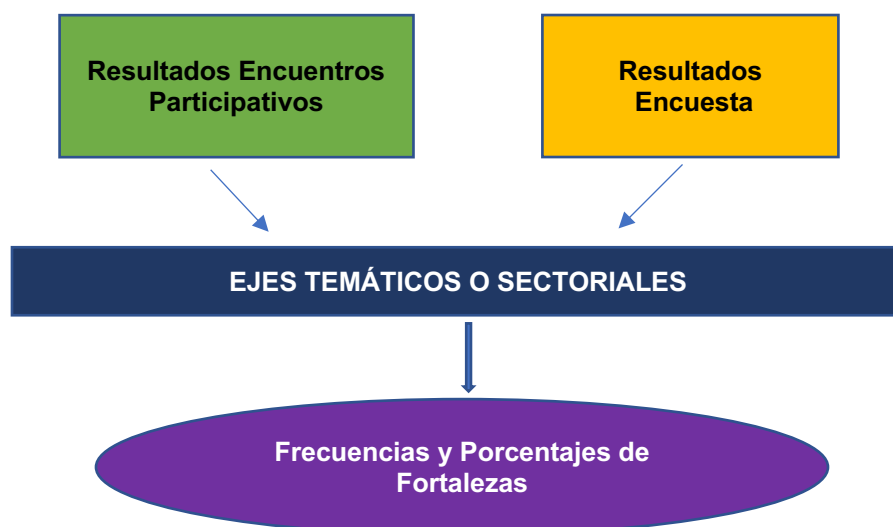 Resultados Encuentros
Participativos
Resultados
Encuesta
EJES TEMÁTICOS O SECTORIALES
Frecuencias y Porcentajes de
Fortalezas